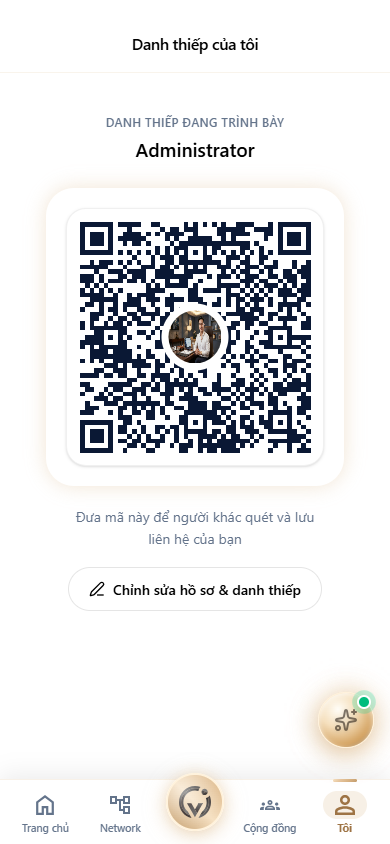 Danh thiếp của tôi
DANH THIẾP ĐANG TRÌNH BÀY
Administrator
Đưa mã này để người khác quét và lưu
liên hệ của bạn
Chỉnh sửa hồ sơ & danh thiếp
Trang chủ
Network
Cộng đồng
Tôi